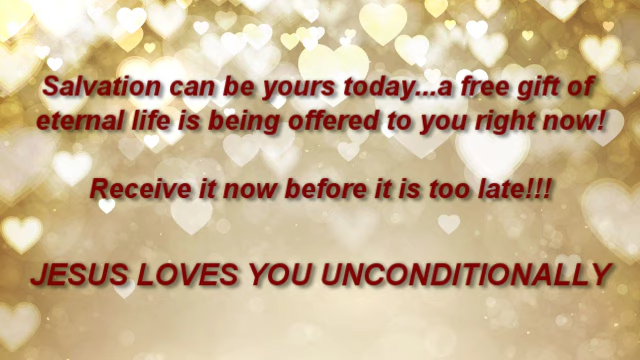 Salvation can be yours today...a free gift of
eternal life is being offered to you right now!
Receive it now before it is too late!!!
JESUS LOVES YOU UNCONDITIONALLY